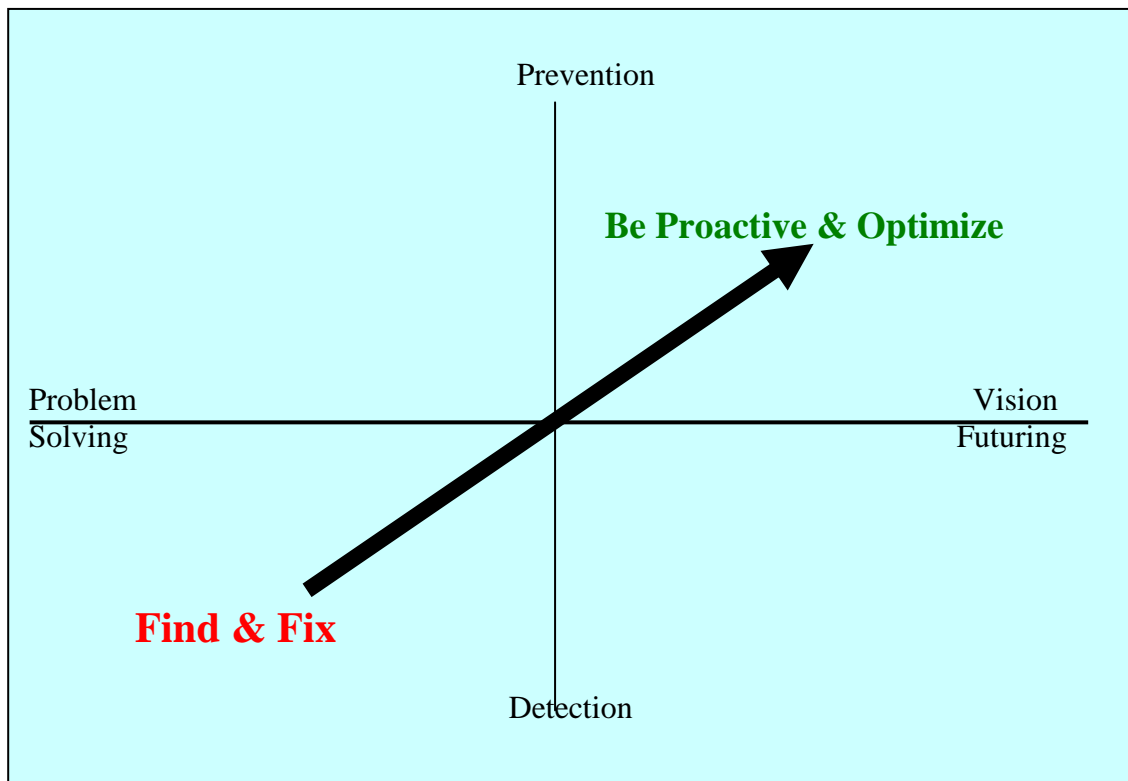 Prevention
Be Proactive & Optimize
Problem
Solving
Vision
Futuring
Find & Fix
Detection